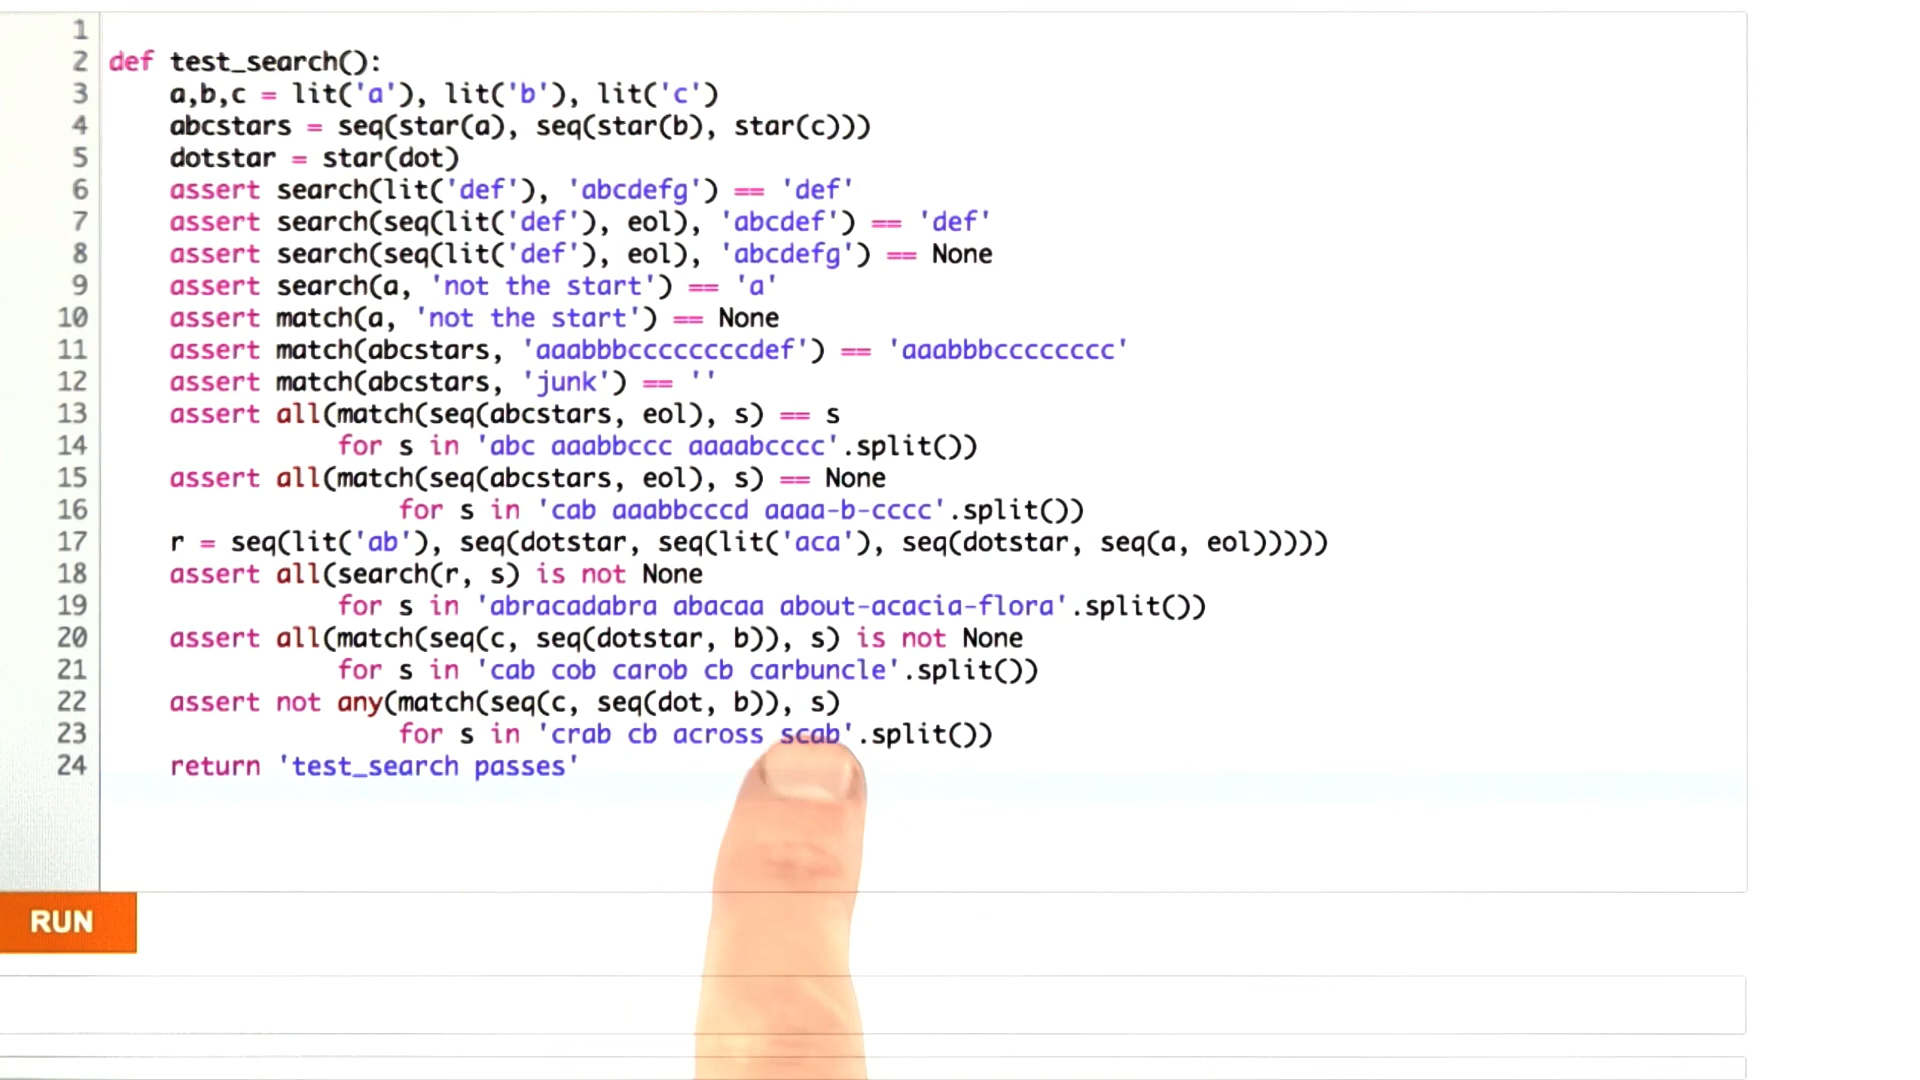 1
2 def test_search():
3 a,b,c = lit('a'), lit('b'), lit('c')
4 abcstars = seq(star(a), seq(star(b), star(c)))
5 dotstar = star(dot)
6 assert search(lit('def'), 'abcdefg') == 'def'
7 assert search(seq(lit('def'), eol), 'abcdef') == 'def'
8 assert search(seq(lit('def'), eol), 'abcdefg') == None
9 assert search(a, 'not the start') == 'a'
10 assert match(a, 'not the start') == None
11 assert match(abcstars, 'aaabbbccccccccdef') == 'aaabbbcccccccc'
12 assert match(abcstars, 'junk') == ''
13 assert all(match(seq(abcstars, eol), s) == s
14 for s in 'abc aaabbccc aaaabcccc'.split())
15 assert all(match(seq(abcstars, eol), s) == None
16 for s in 'cab aaabbcccd aaaa-b-cccc'.split())
17 r = seq(lit('ab'), seq(dotstar, seq(lit('aca'), seq(dotstar, seq(a, eol)))))
18 assert all(search(r, s) is not None
19 for s in 'abracadabra abacaa about-acacia-flora'.split())
20 assert all(match(seq(c, seq(dotstar, b)), s) is not None
21 for s in 'cab cob carob cb carbuncle'.split())
22 assert not any(match(seq(c, seq(dot, b)), s)
23 for s in 'crab cb across scab'.split())
24 return 'test_search passes'
RUN